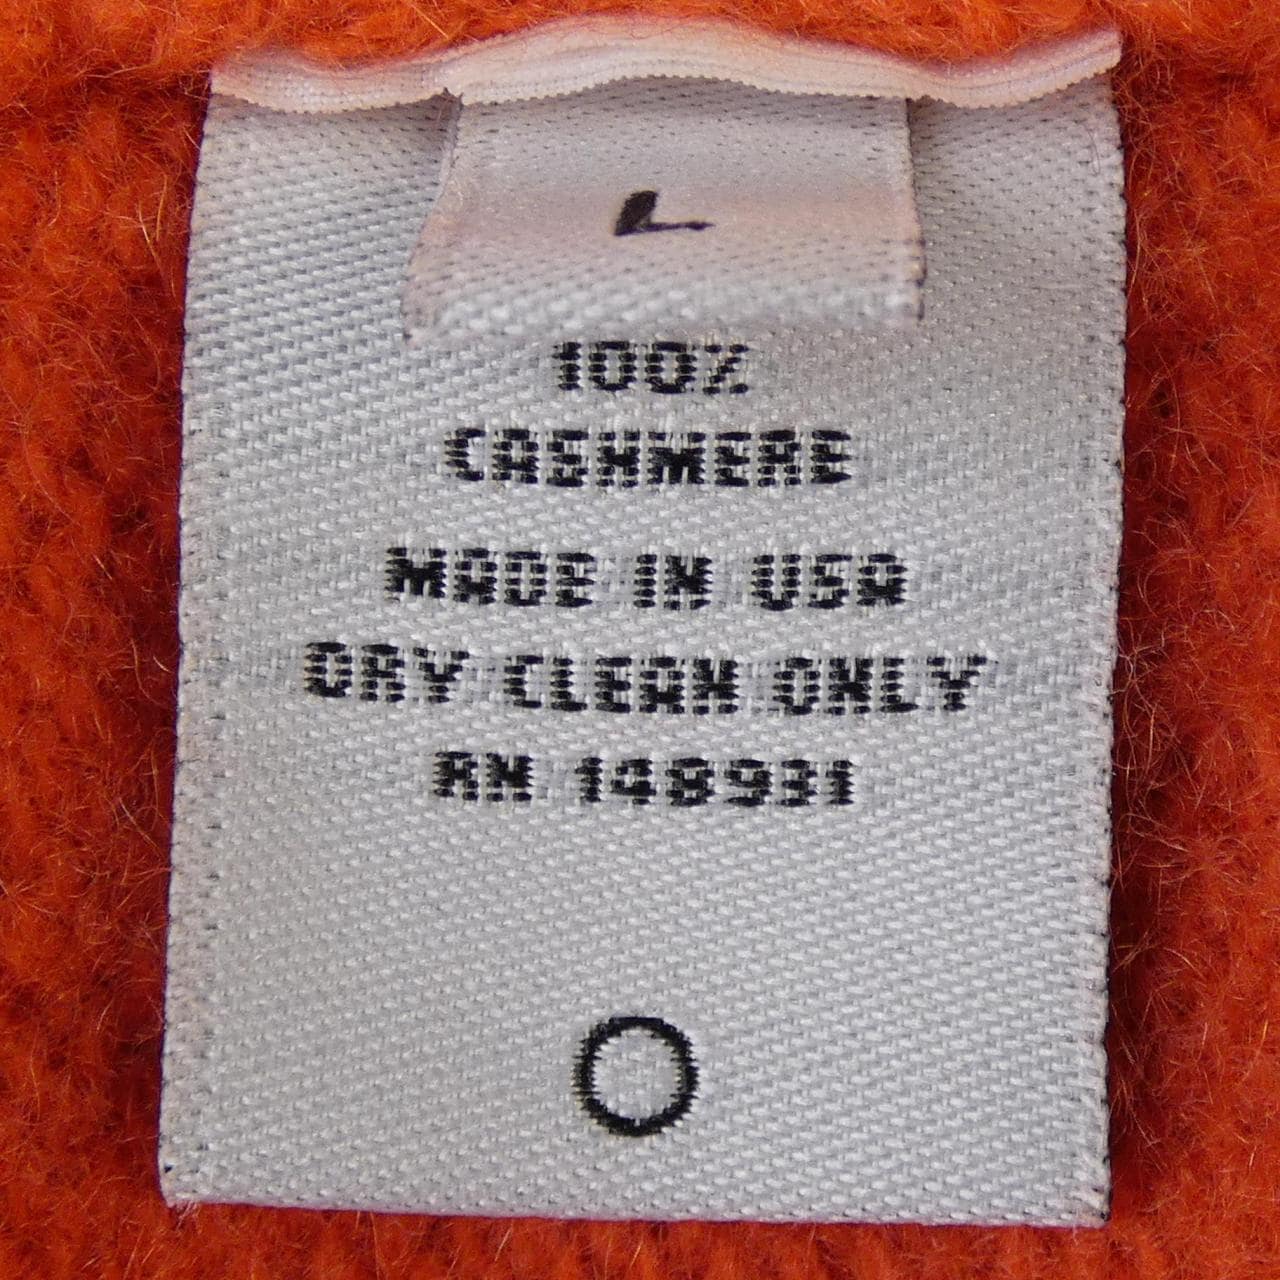 L
100%
CASHMERE
MADE IN USA
DRY CLEAN ONLY
RN 148931